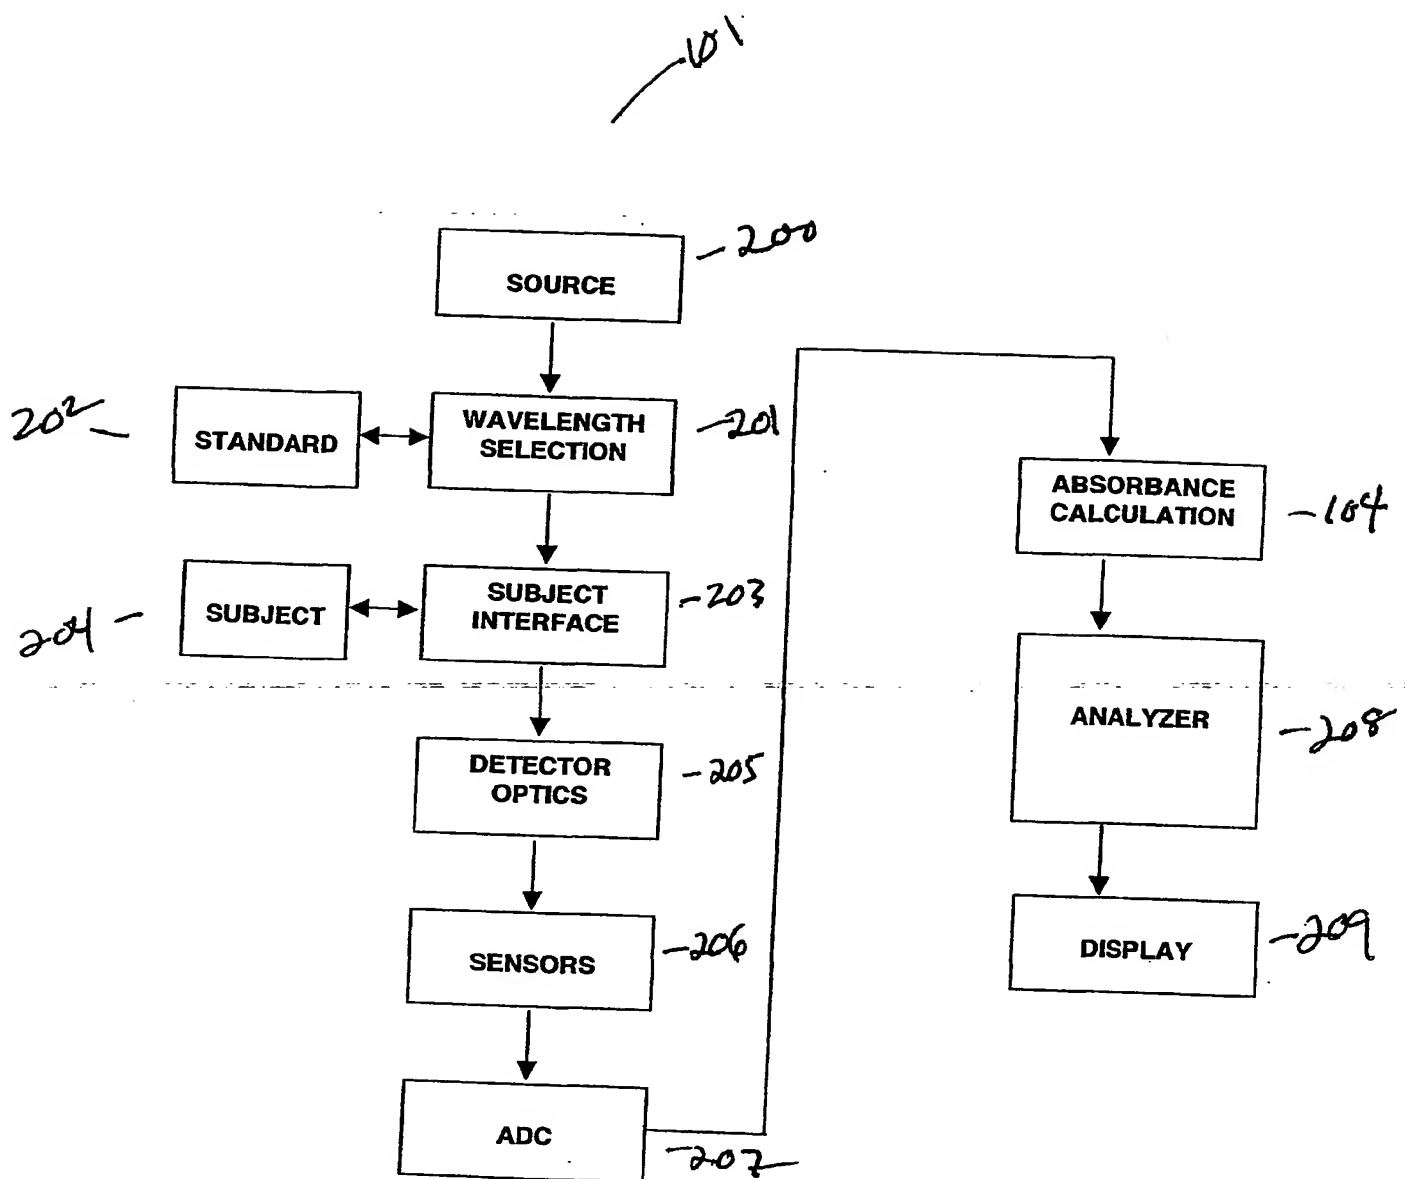 101
SOURCE
200
STANDARD
202
WAVELENGTH
SELECTION
201
SUBJECT
204
SUBJECT
INTERFACE
203
DETECTOR
OPTICS
205
SENSORS
206
ADC
207
ABSORBANCE
CALCULATION
104
ANALYZER
208
DISPLAY
209